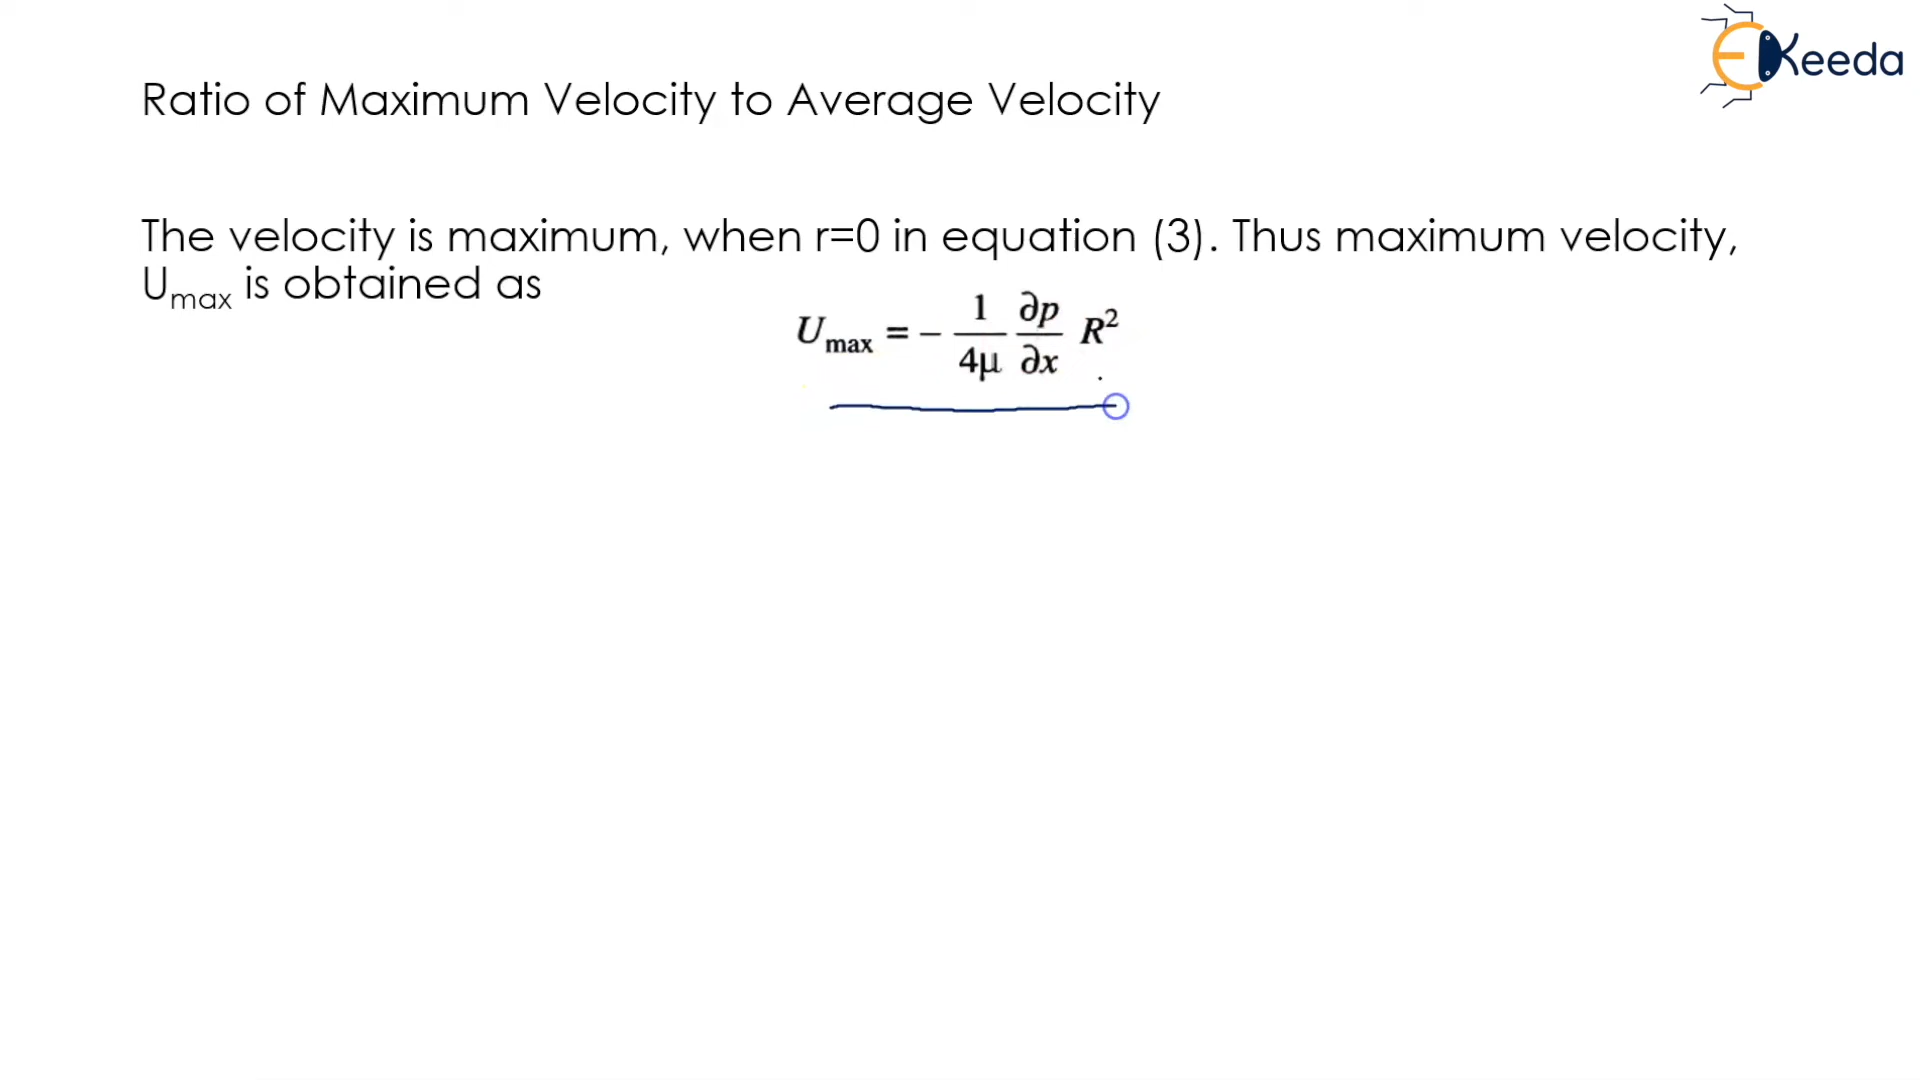 EKeeda
Ratio of Maximum Velocity to Average Velocity
The velocity is maximum, when r=0 in equation (3). Thus maximum velocity,
Umax is obtained as
Umax = - 1/4μ ∂p/∂x R²